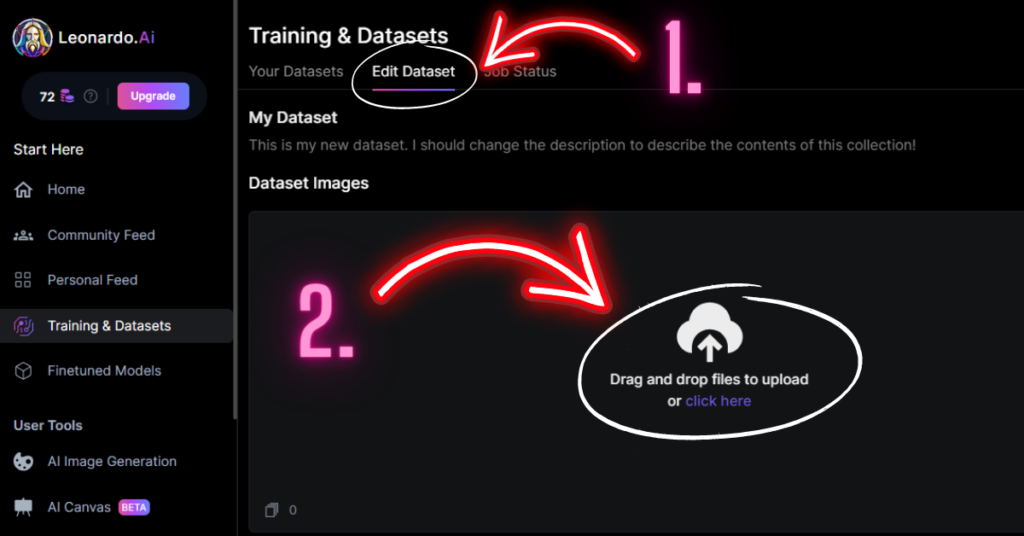 Leonardo.Ai
72
?
Upgrade
Start Here
Home
Community Feed
Personal Feed
Training & Datasets
Finetuned Models
User Tools
AI Image Generation
AI Canvas BETA
Training & Datasets
Your Datasets Edit Dataset Job Status
1.
My Dataset
This is my new dataset. I should change the description to describe the contents of this collection!
Dataset Images
2.
Drag and drop files to upload
or click here
0